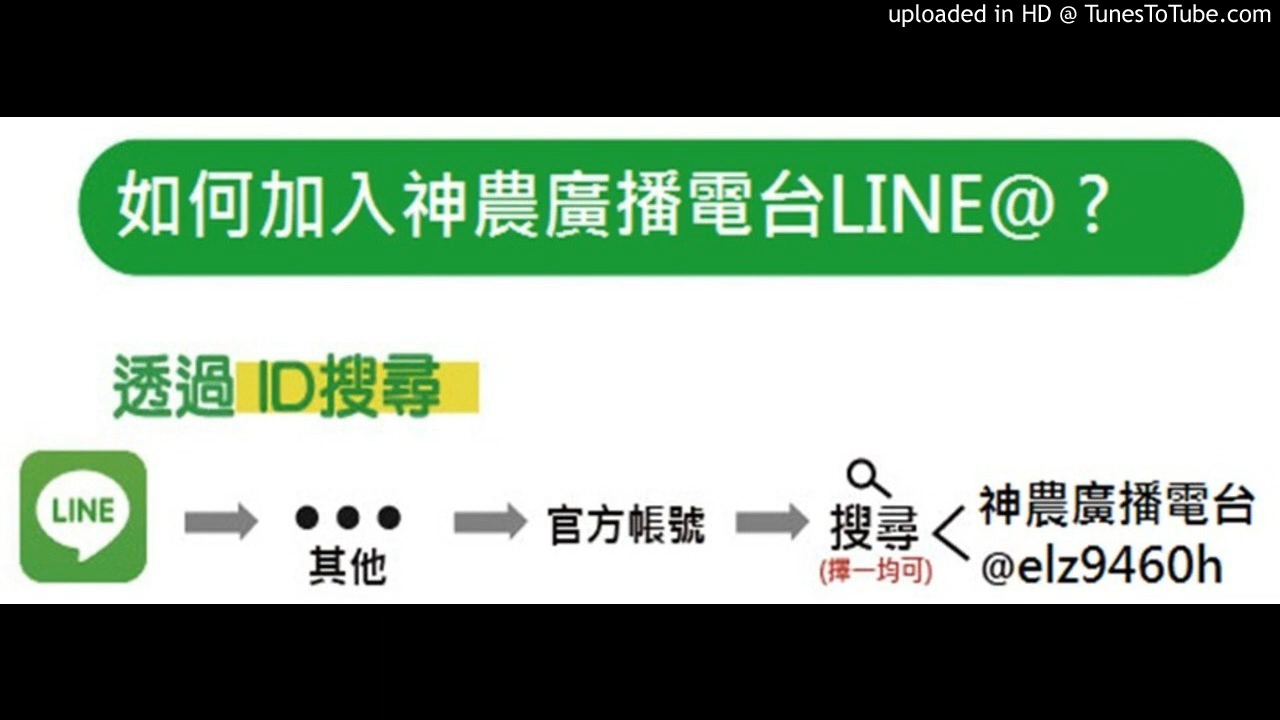 uploaded in HD @ TunesToTube.com
如何加入神農廣播電台LINE@？
透過 ID搜尋
LINE
其他
官方帳號
搜尋
(擇一均可)
神農廣播電台
@elz9460h